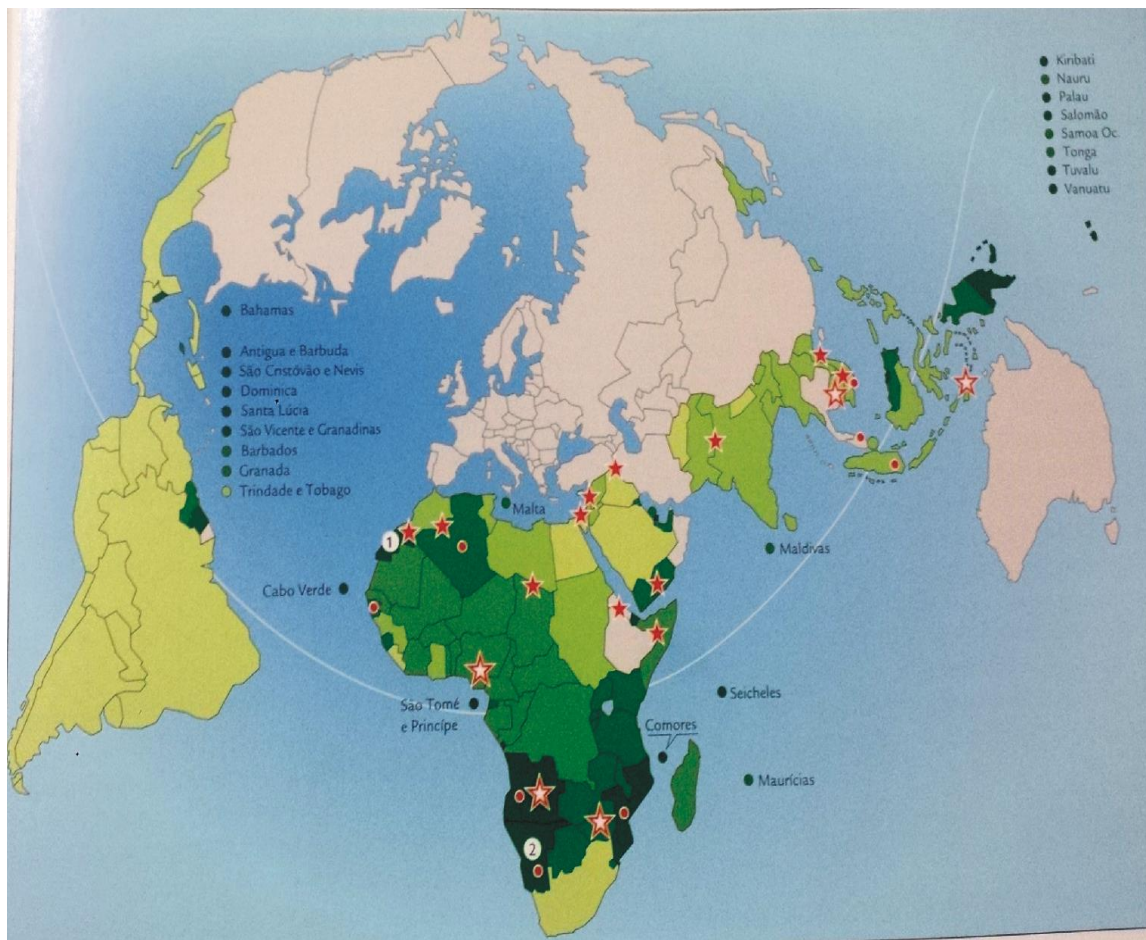 Kiribati
Nauru
Palau
Salomão
Samoa Oc.
Tonga
Tuvalu
Vanuatu
Bahamas
Antigua e Barbuda
São Cristóvão e Nevis
Dominica
Santa Lúcia
São Vicente e Granadinas
Barbados
Granada
Trindade e Tobago
Malta
1
Maldivas
Cabo Verde
Seicheles
São Tomé
e Príncipe
Comores
Maurícias
2